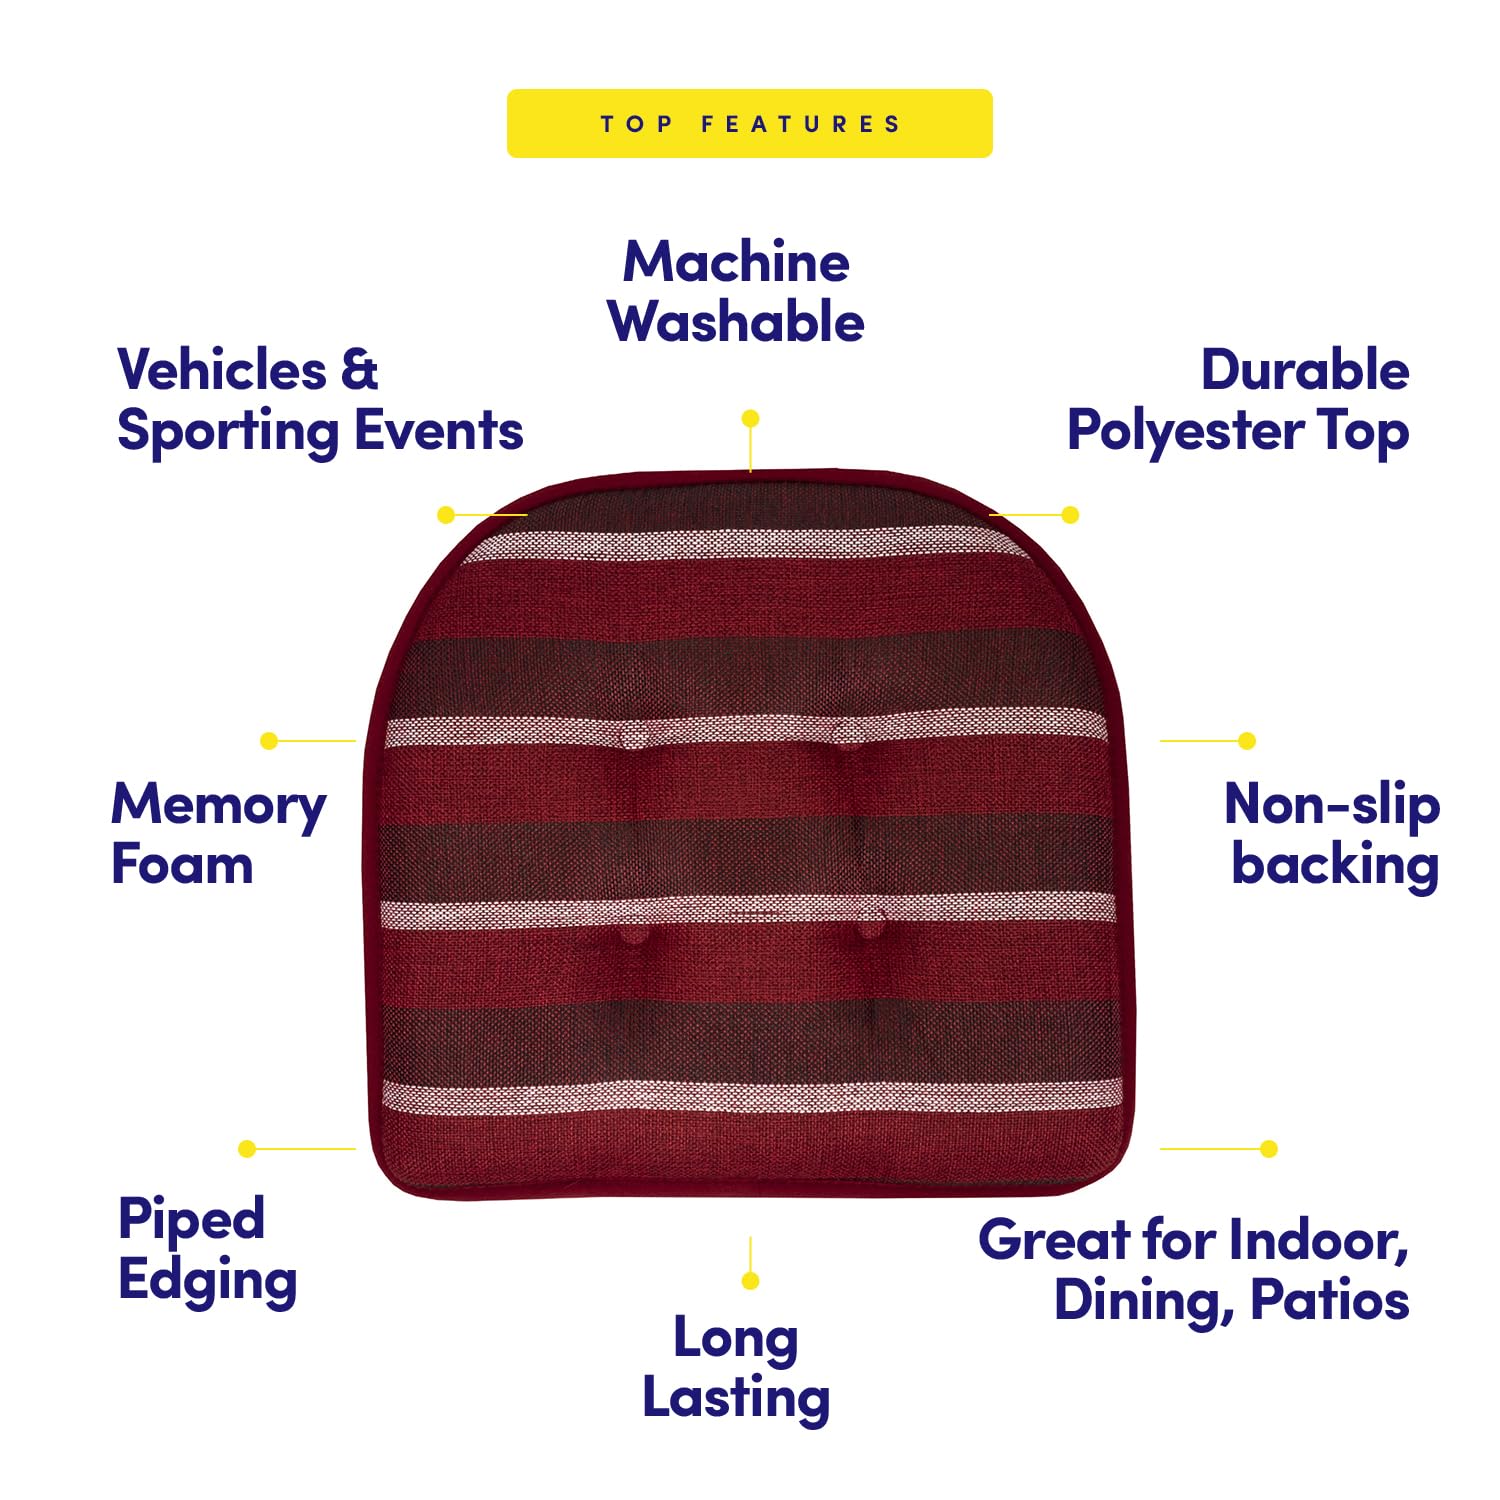 TOP FEATURES
Machine
Washable
Vehicles &
Sporting Events
Durable
Polyester Top
Memory
Foam
Non-slip
backing
Piped
Edging
Great for Indoor,
Dining, Patios
Long
Lasting